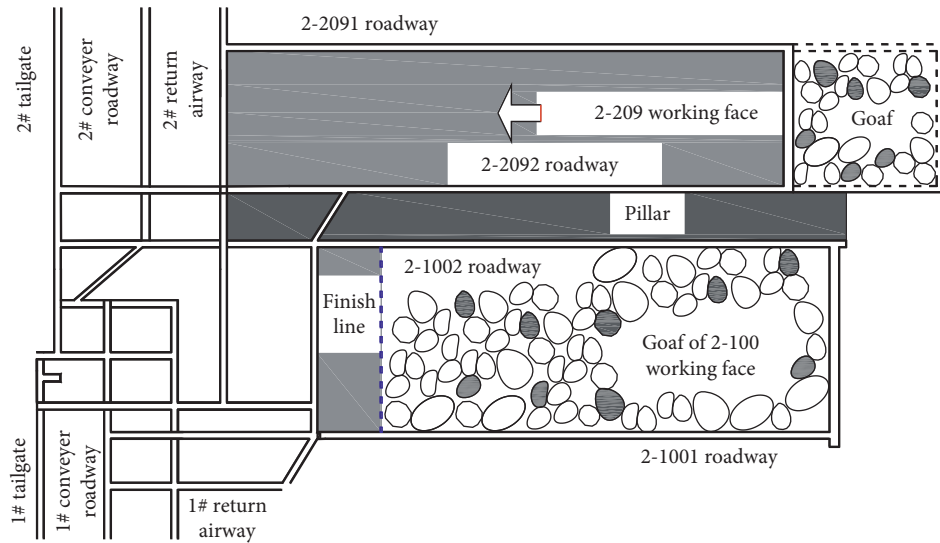 2-2091 roadway
2# tailgate
2# conveyer
roadway
2# return
airway
2-209 working face
Goaf
2-2092 roadway
Pillar
2-1002 roadway
Finish
line
Goaf of 2-100
working face
2-1001 roadway
1# tailgate
1# conveyer
roadway
1# return
airway